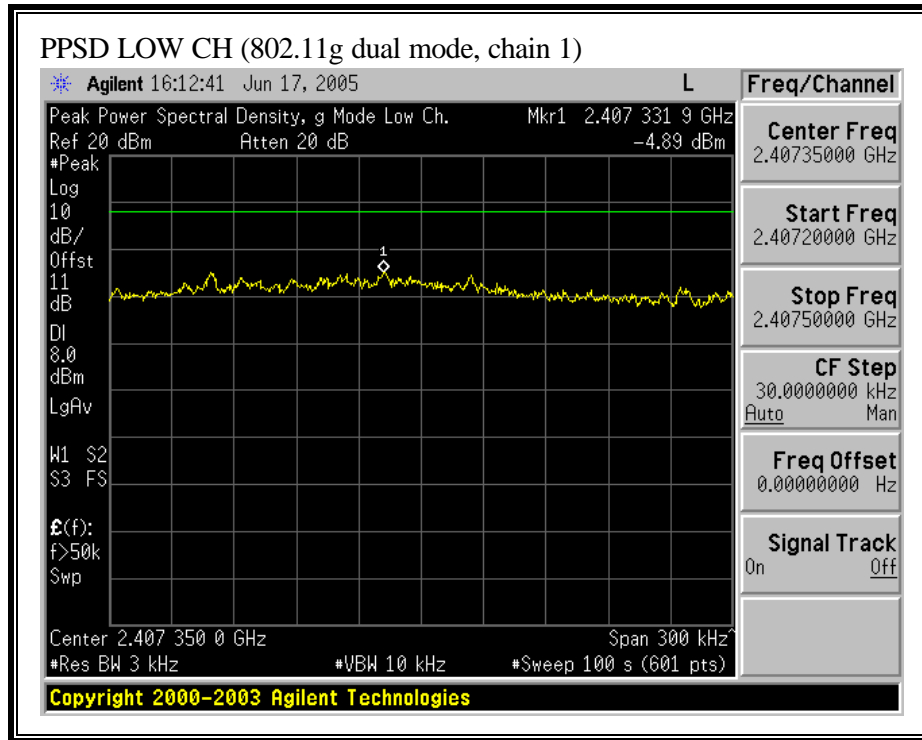 PPSD LOW CH (802.11g dual mode, chain 1)
Agilent 16:12:41 Jun 17, 2005 L
Freq/Channel
Peak Power Spectral Density, g Mode Low Ch. Mkr1 2.407 331 9 GHz
Ref 20 dBm Atten 20 dB -4.89 dBm
#Peak
Log
10
dB/
Offst
11
dB
DI
8.0
dBm
LgAv
W1 S2
S3 FS
£(f):
f>50k
Swp
1
Center 2.407 350 0 GHz Span 300 kHz^
#Res BW 3 kHz #VBW 10 kHz #Sweep 100 s (601 pts)
Center Freq
2.40735000 GHz
Start Freq
2.40720000 GHz
Stop Freq
2.40750000 GHz
CF Step
30.0000000 kHz
Auto Man
Freq Offset
0.00000000 Hz
Signal Track
On Off
Copyright 2000-2003 Agilent Technologies